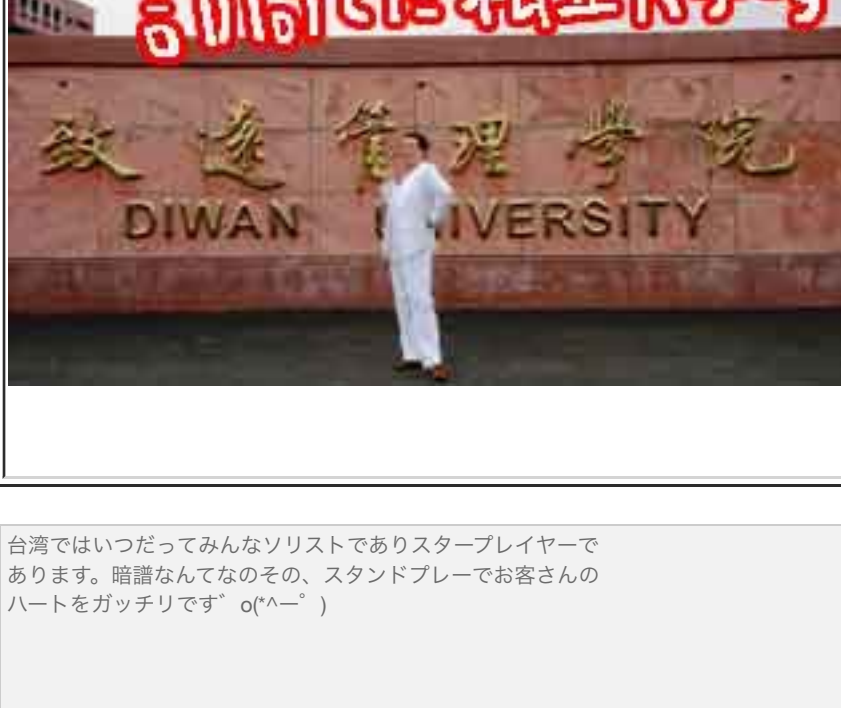 致遠管理學院
DIWAN UNIVERSITY
台湾ではいつだってみんなソリストでありスタープレイヤーで
あります。暗譜なんてなのその、スタンドプレーでお客さんの
ハートをガッチリです゛ o(*^ー゜)